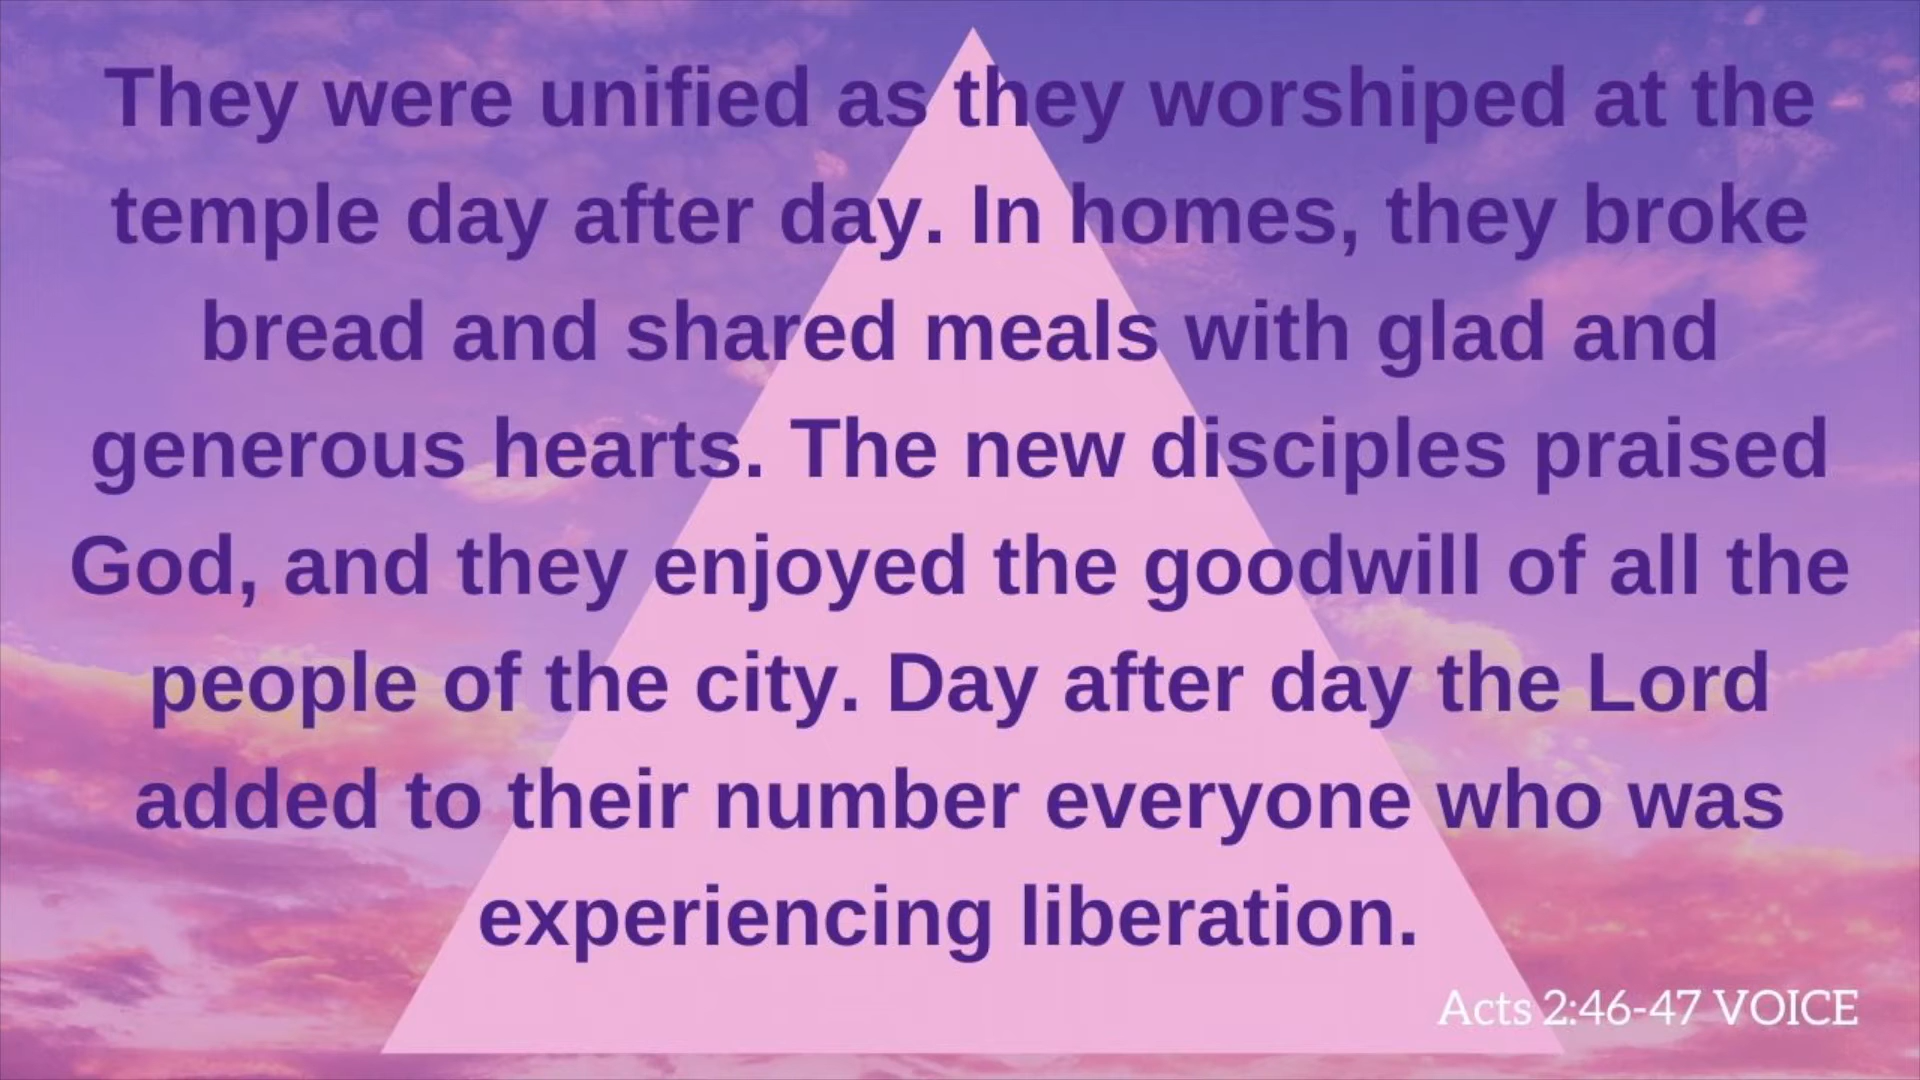 They were unified as they worshiped at the
temple day after day. In homes, they broke
bread and shared meals with glad and
generous hearts. The new disciples praised
God, and they enjoyed the goodwill of all the
people of the city. Day after day the Lord
added to their number everyone who was
experiencing liberation.
Acts 2:46-47 VOICE